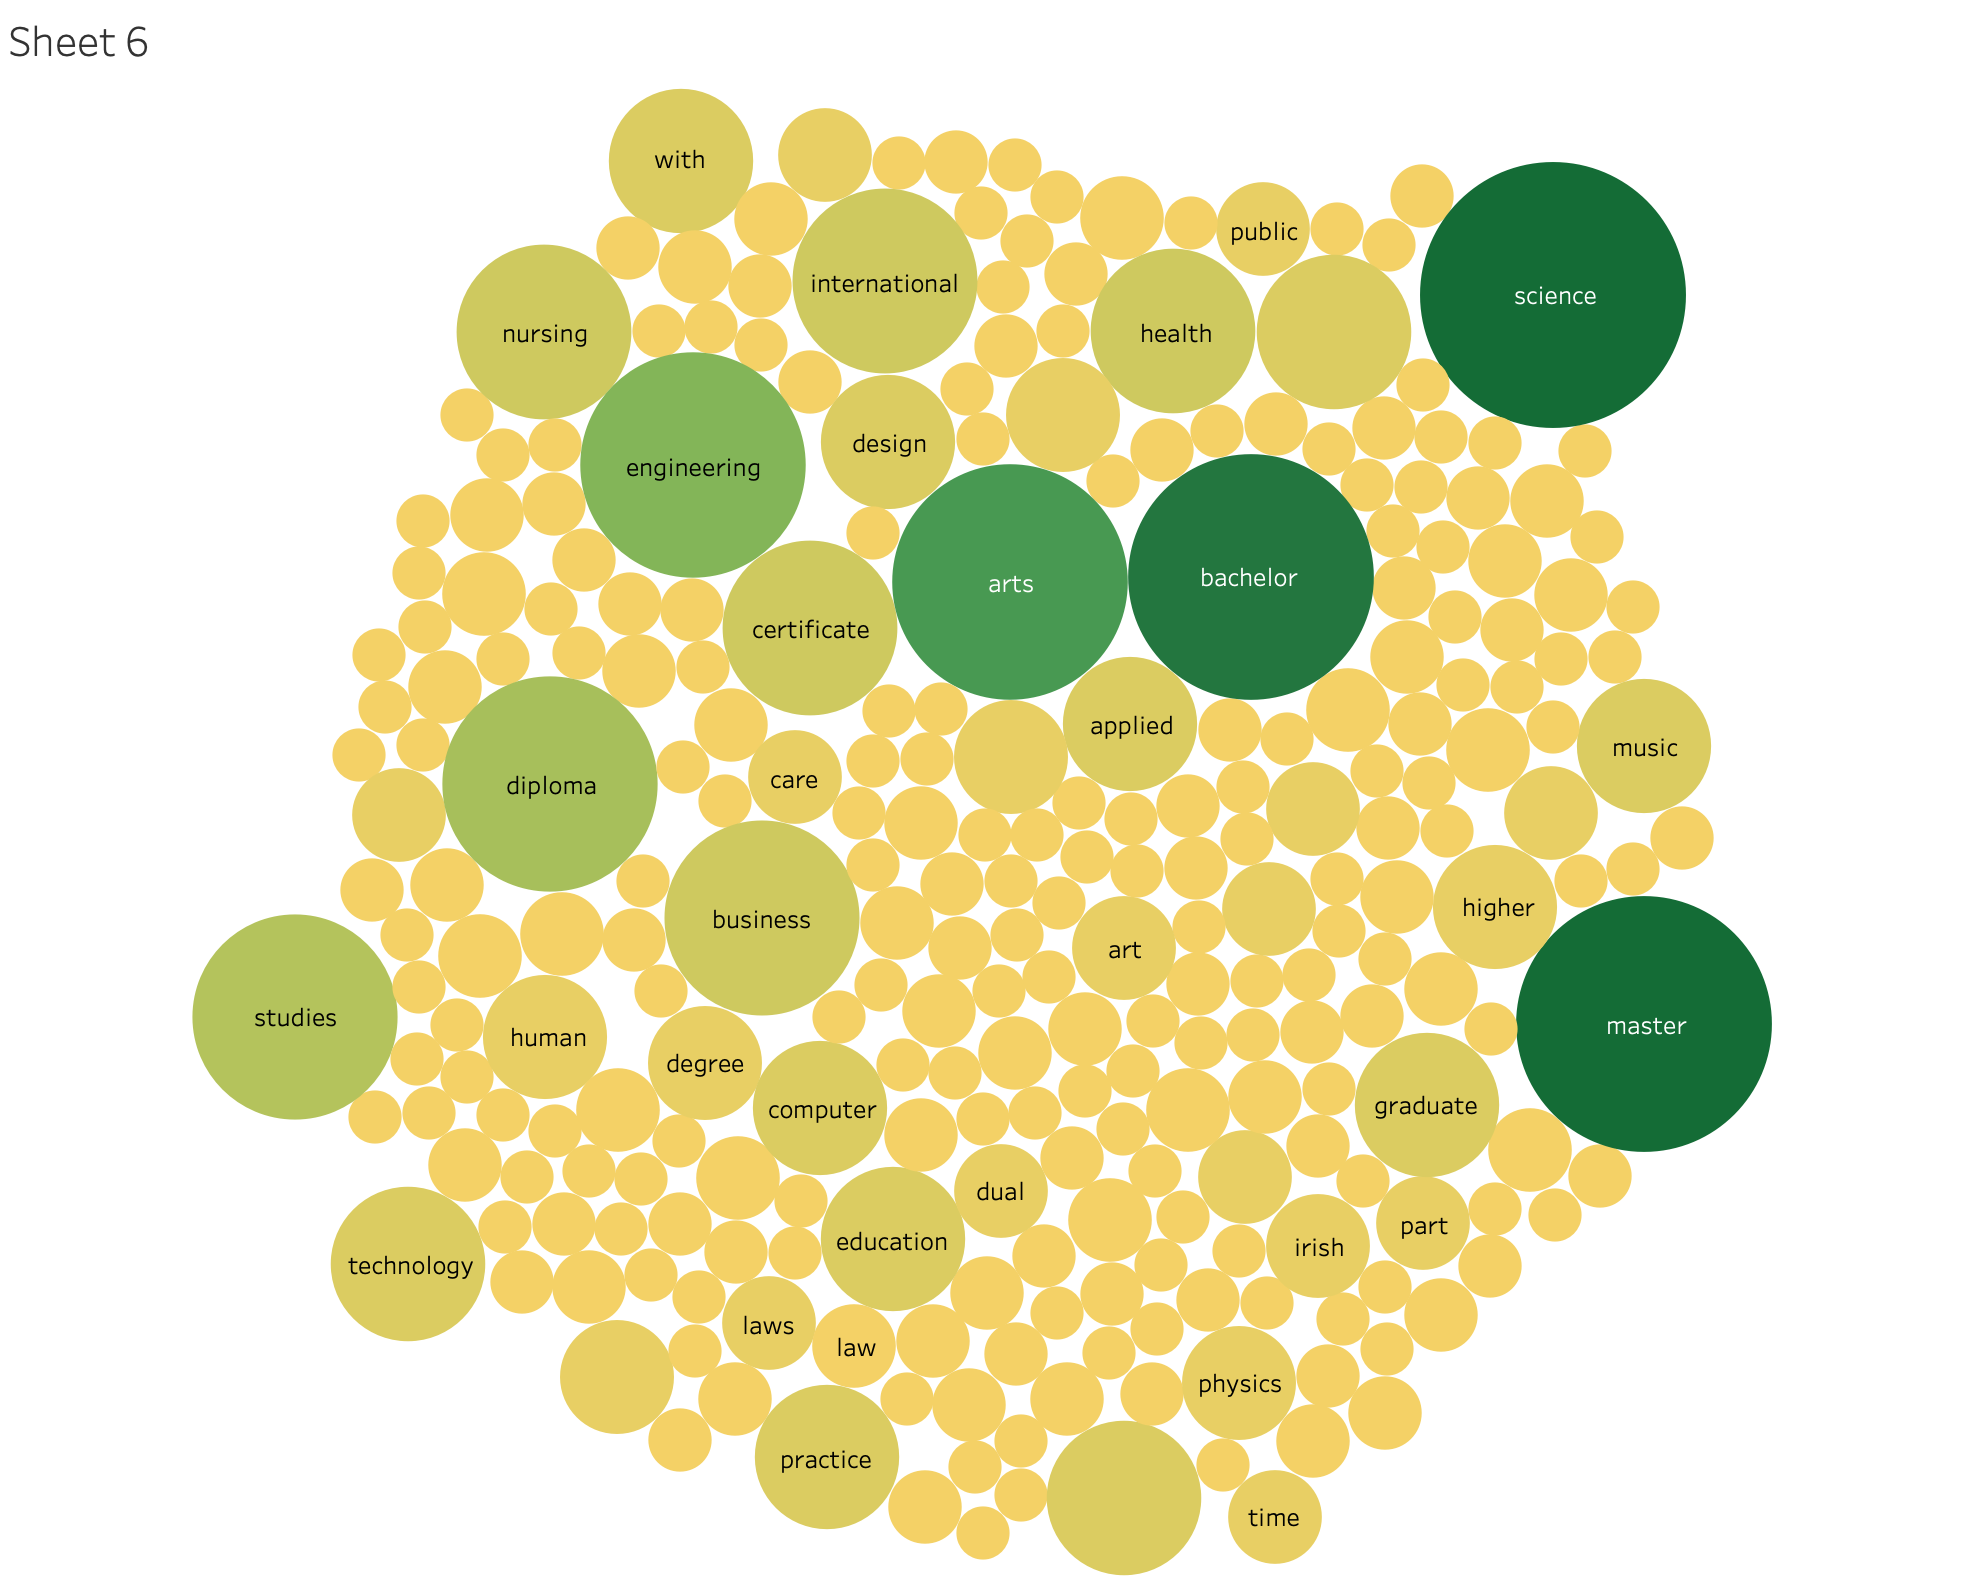 Sheet 6
with
public
international
science
nursing
health
design
engineering
bachelor
arts
certificate
applied
music
care
diploma
higher
business
art
studies
master
human
degree
graduate
computer
dual
part
education
irish
technology
laws
law
physics
practice
time